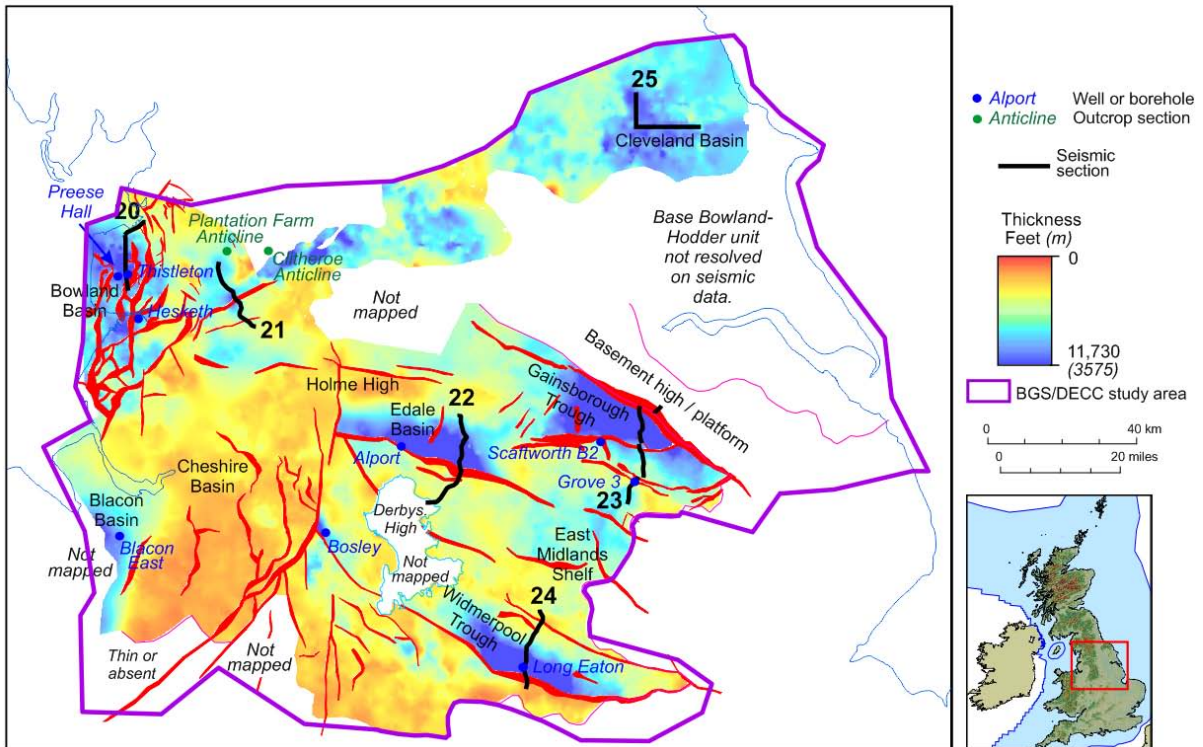 25
Cleveland Basin
Preese
Hall
20
Plantation Farm
Anticline
Clitheroe
Anticline
Thistleton
Bowland
Basin
Hesketh
21
Not
mapped
Base Bowland-
Hodder unit
not resolved
on seismic
data.
Holme High
22
Edale
Basin
Alport
Gainsborough
Trough
Basement high / platform
Scaftworth B2
Grove 3
23
Cheshire
Basin
Blacon
Basin
Blacon
East
Not
mapped
Derbys.
High
Not
mapped
Bosley
East
Midlands
Shelf
24
Widmerpool
Trough
Long Eaton
Thin or
absent
Not
mapped
Alport Well or borehole
Anticline Outcrop section
Seismic
section
Thickness
Feet (m)
0
11,730
(3575)
BGS/DECC study area
0 40 km
0 20 miles